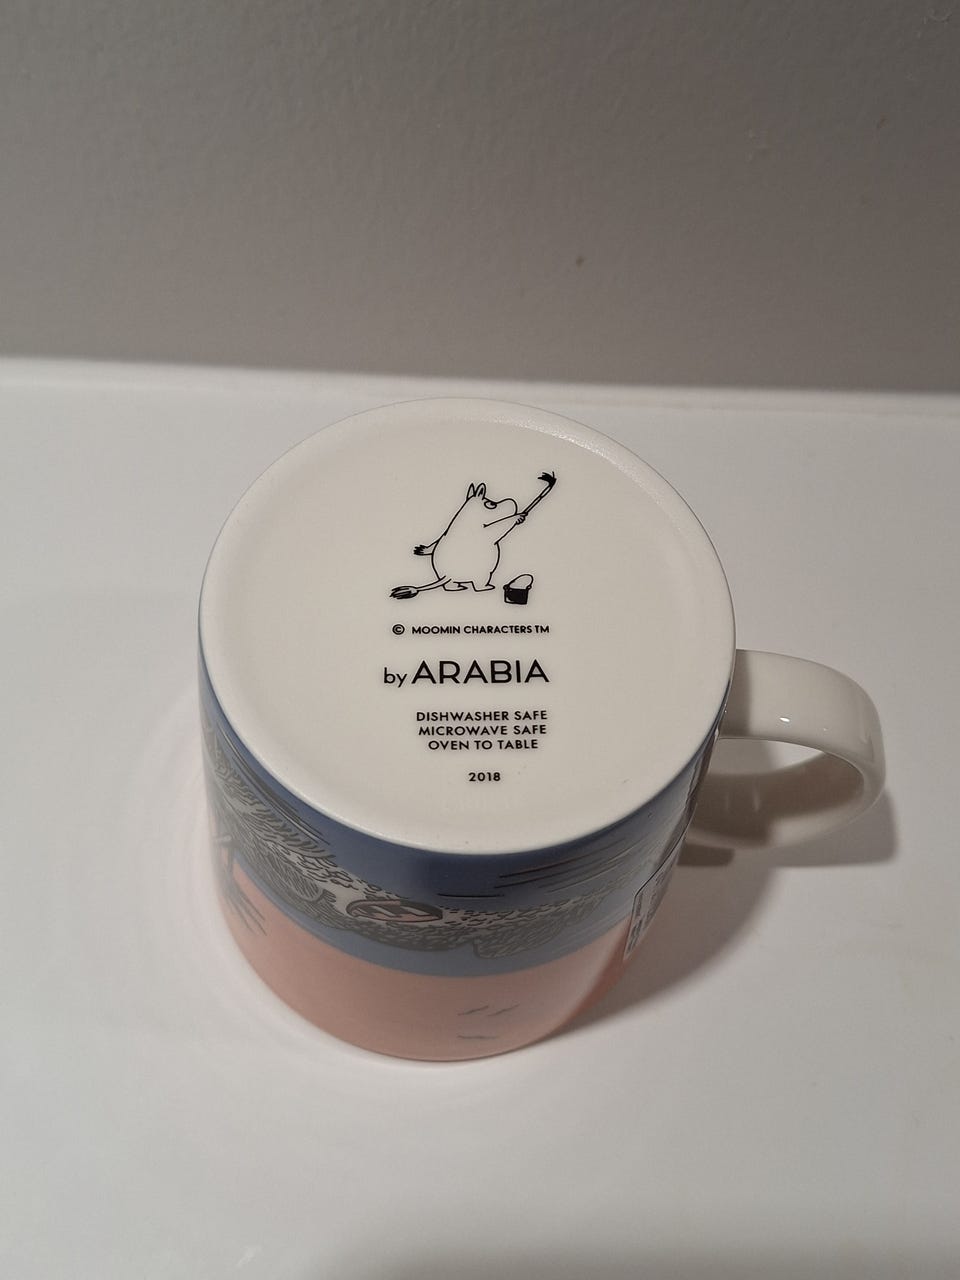 © MOOMIN CHARACTERS TM
by ARABIA
DISHWASHER SAFE
MICROWAVE SAFE
OVEN TO TABLE
2018